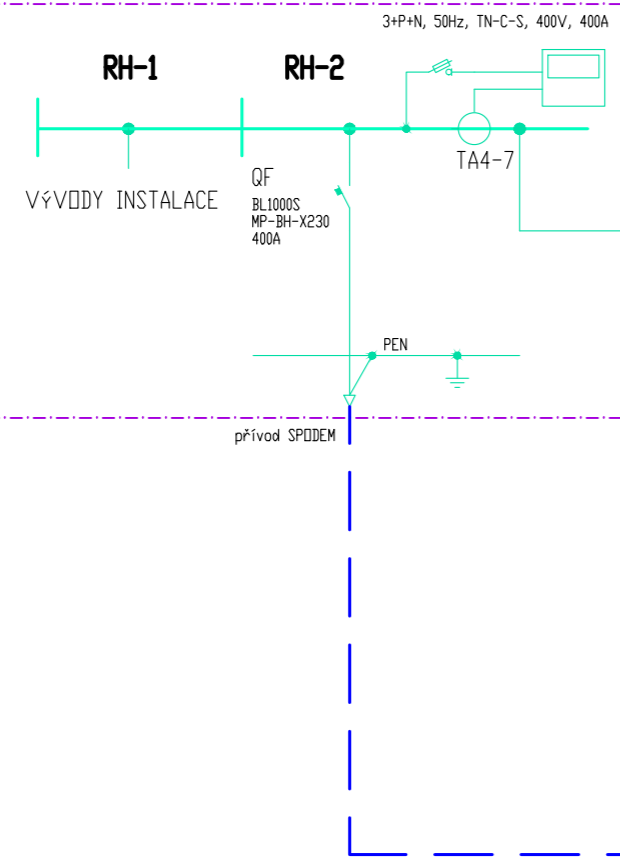 3+P+N, 50Hz, TN-C-S, 400V, 400A
RH-1
RH-2
TA4-7
VÝVODY INSTALACE
QF
BL1000S
MP-BH-X230
400A
PEN
přívod SPODEM